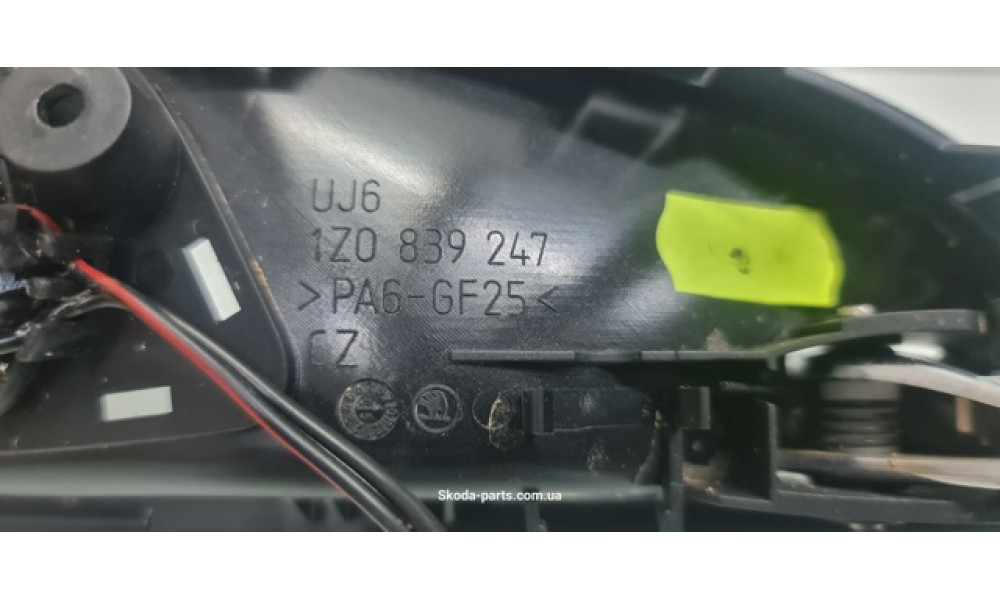 UJ6
1Z0 839 247
>PA6-GF25<
CZ
Skoda-parts.com.ua